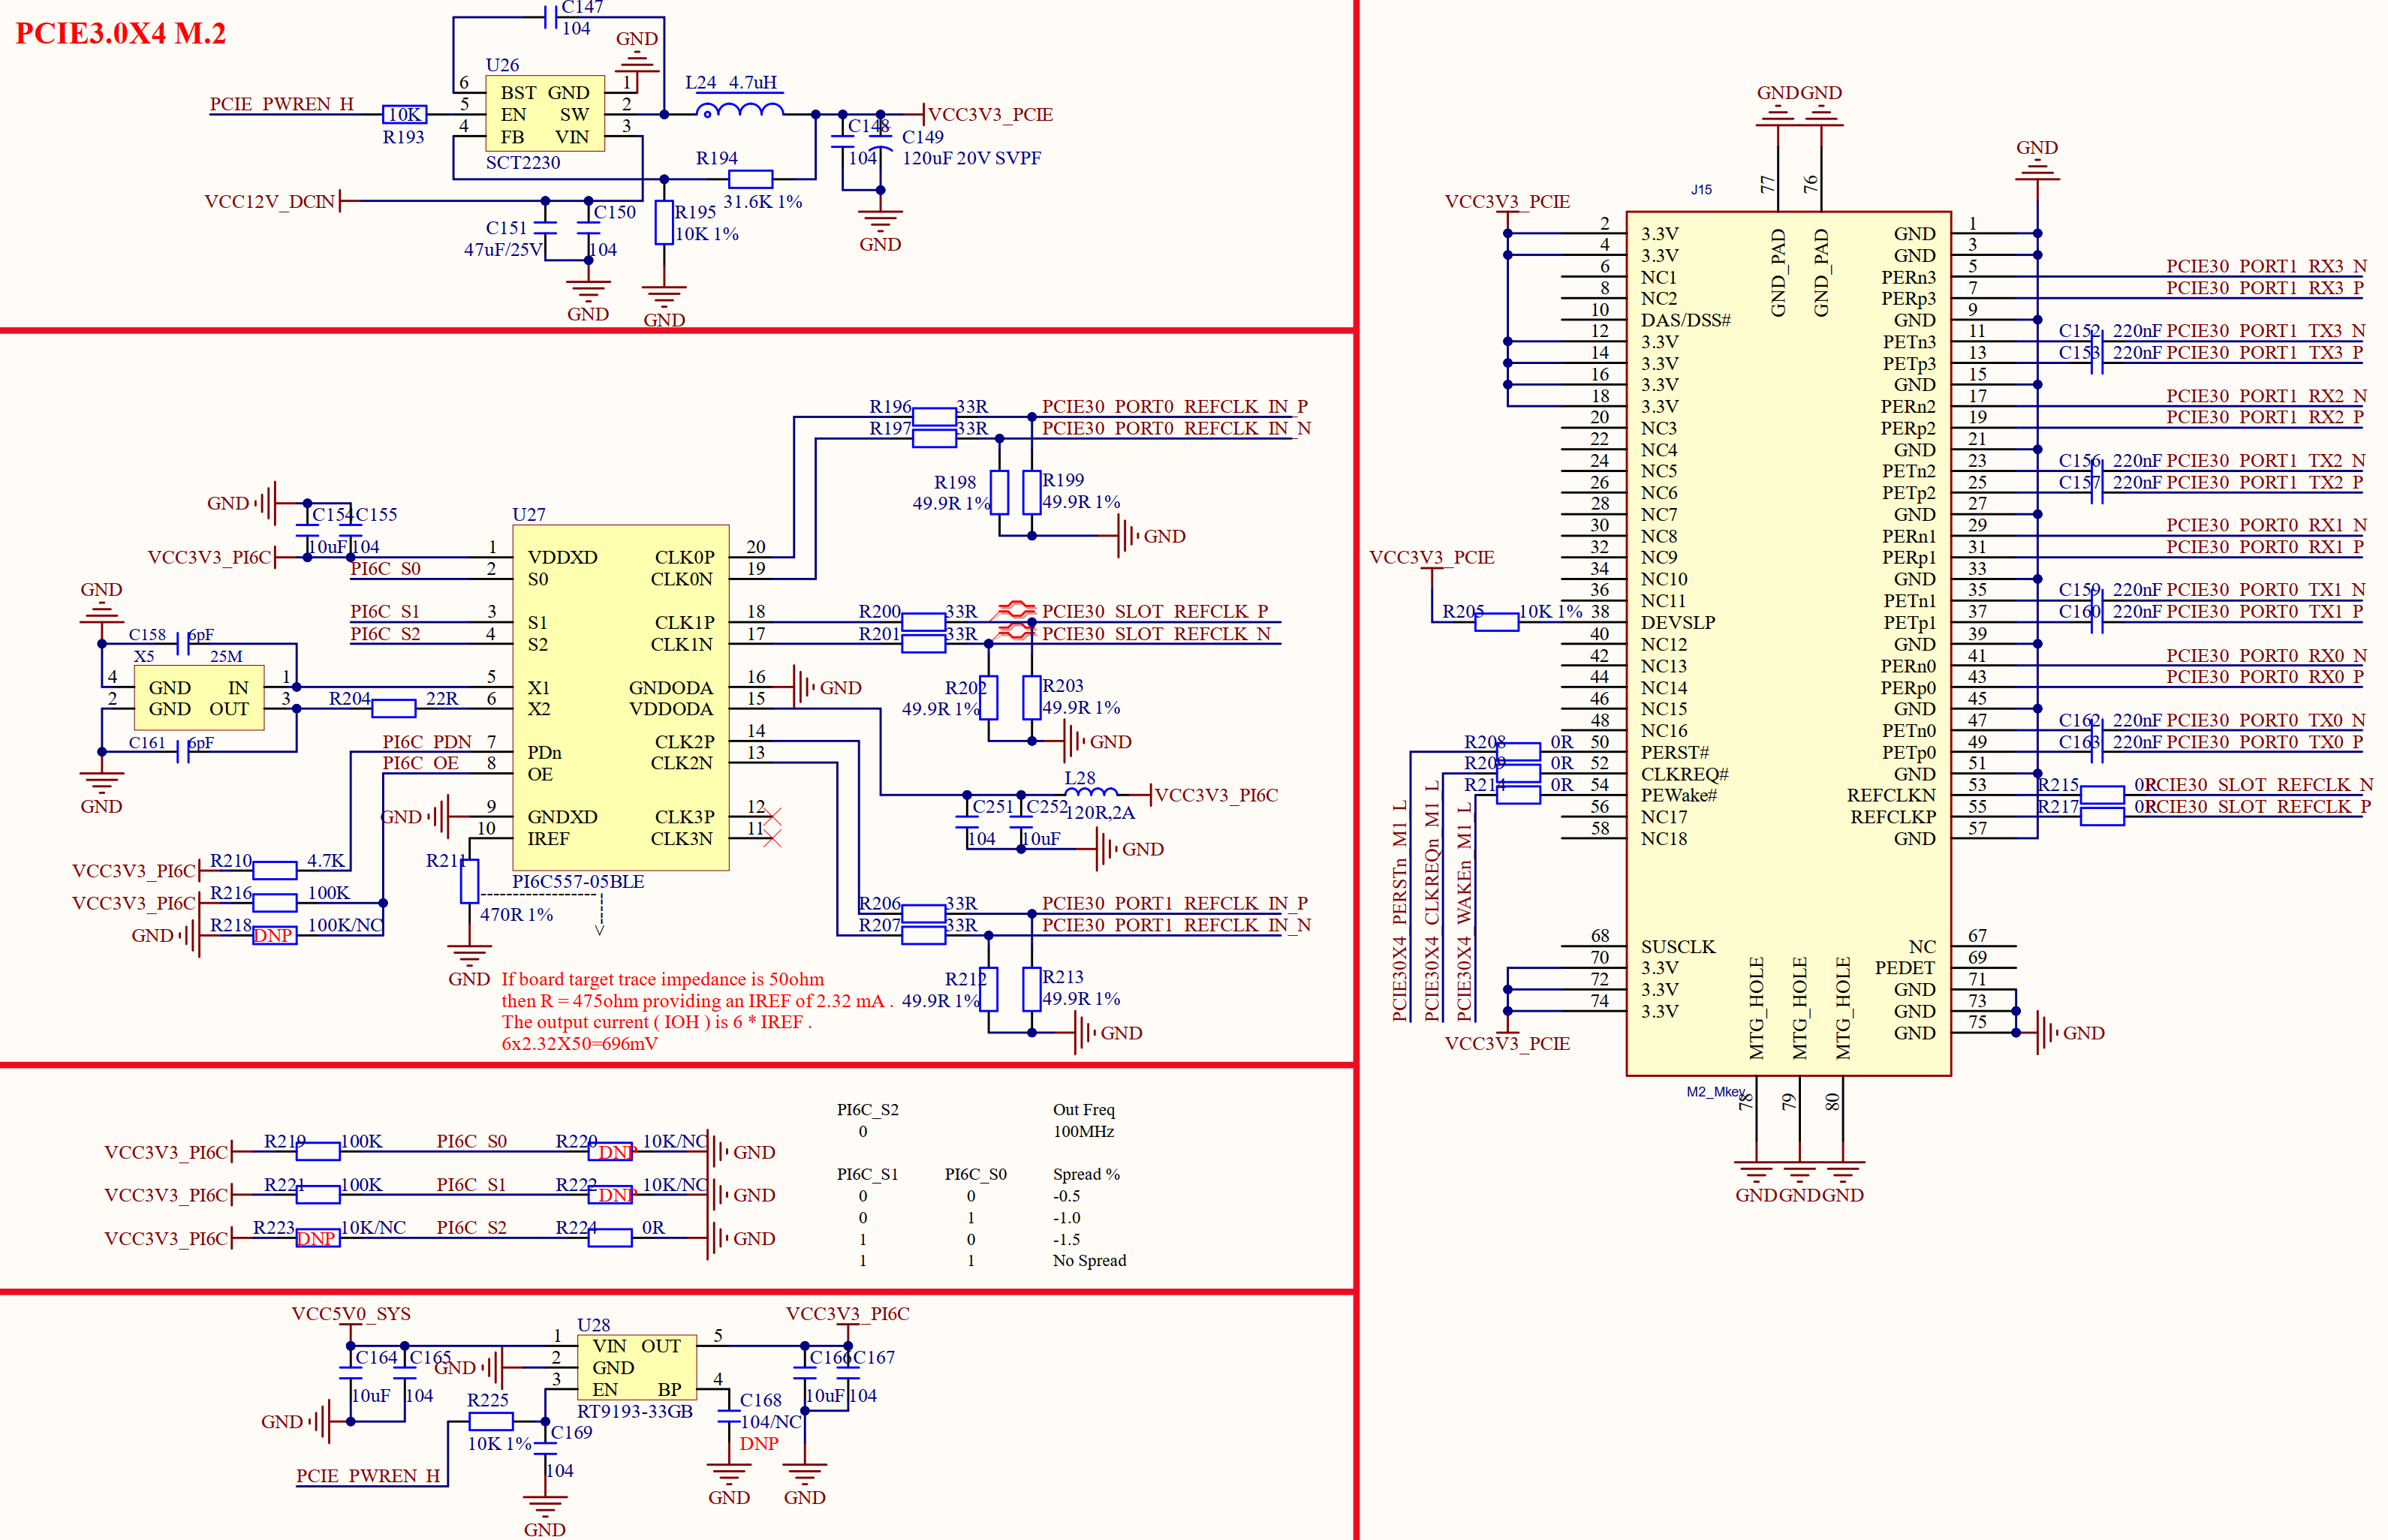 PCIE3.0X4 M.2
C147
104
GND
U26
6 BST GND 1
5 EN SW 2
4 FB VIN 3
SCT2230
PCIE_PWREN_H
10K
R193
L24 4.7uH
VCC3V3_PCIE
C148
104
C149
120uF 20V SVPF
R194
31.6K 1%
GND
VCC12V_DCIN
C151
47uF/25V
C150
104
R195
10K 1%
GND
GND
R196 33R PCIE30_PORT0_REFCLK_IN_P
R197 33R PCIE30_PORT0_REFCLK_IN_N
R198
49.9R 1%
R199
49.9R 1%
GND
GND
C154 C155
10uF 104
VCC3V3_PI6C
PI6C_S0
PI6C_S1
PI6C_S2
U27
1 VDDXD CLK0P 20
2 S0 CLK0N 19
3 S1 CLK1P 18
4 S2 CLK1N 17
5 X1 GNDODA 16
6 X2 VDDODA 15
CLK2P 14
7 PDn CLK2N 13
8 OE
9 GNDXD CLK3P 12
10 IREF CLK3N 11
PI6C557-05BLE
GND
C158 6pF
X5 25M
4 GND IN 1
2 GND OUT 3
C161 6pF
GND
R204 22R
PI6C_PDN
PI6C_OE
GND
R200 33R PCIE30_SLOT_REFCLK_P
R201 33R PCIE30_SLOT_REFCLK_N
GND
R202
49.9R 1%
R203
49.9R 1%
GND
L28
120R,2A
VCC3V3_PI6C
C251
104
C252
10uF
GND
VCC3V3_PI6C R210 4.7K
VCC3V3_PI6C R216 100K
GND R218 DNP 100K/NC
R211
470R 1%
GND
R206 33R PCIE30_PORT1_REFCLK_IN_P
R207 33R PCIE30_PORT1_REFCLK_IN_N
R212
49.9R 1%
R213
49.9R 1%
GND
If board target trace impedance is 50ohm
then R = 475ohm providing an IREF of 2.32 mA .
The output current ( IOH ) is 6 * IREF .
6x2.32X50=696mV
VCC3V3_PI6C R219 100K PI6C_S0 R220 DNP 10K/NC GND
VCC3V3_PI6C R221 100K PI6C_S1 R222 DNP 10K/NC GND
VCC3V3_PI6C R223 DNP 10K/NC PI6C_S2 R224 0R GND
PI6C_S2 Out Freq
0 100MHz
PI6C_S1 PI6C_S0 Spread %
0 0 -0.5
0 1 -1.0
1 0 -1.5
1 1 No Spread
VCC5V0_SYS
C164
10uF
C165
104
GND
GND
U28
1 VIN OUT 5
2 GND
3 EN BP 4
RT9193-33GB
R225
10K 1%
PCIE_PWREN_H
C169
104
GND
VCC3V3_PI6C
C166 C167
10uF 104
C168
104/NC
DNP
GND
GND
GND GND
77 76
J15
GND_PAD GND_PAD
GND
VCC3V3_PCIE
2 3.3V
4 3.3V
6 NC1
8 NC2
10 DAS/DSS#
12 3.3V
14 3.3V
16 3.3V
18 3.3V
20 NC3
22 NC4
24 NC5
26 NC6
28 NC7
30 NC8
32 NC9
34 NC10
36 NC11
38 DEVSLP
40 NC12
42 NC13
44 NC14
46 NC15
48 NC16
50 PERST#
52 CLKREQ#
54 PEWake#
56 NC17
58 NC18
68 SUSCLK
70 3.3V
72 3.3V
74 3.3V
VCC3V3_PCIE
R205 10K 1%
R208 0R
R209 0R
R214 0R
PCIE30X4_PERSTn_M1_L
PCIE30X4_CLKREQn_M1_L
PCIE30X4_WAKEn_M1_L
VCC3V3_PCIE
GND 1
GND 3
PERn3 5 PCIE30_PORT1_RX3_N
PERp3 7 PCIE30_PORT1_RX3_P
GND 9
PETn3 11 C152 220nF PCIE30_PORT1_TX3_N
PETp3 13 C153 220nF PCIE30_PORT1_TX3_P
GND 15
PERn2 17 PCIE30_PORT1_RX2_N
PERp2 19 PCIE30_PORT1_RX2_P
GND 21
PETn2 23 C156 220nF PCIE30_PORT1_TX2_N
PETp2 25 C157 220nF PCIE30_PORT1_TX2_P
GND 27
PERn1 29 PCIE30_PORT0_RX1_N
PERp1 31 PCIE30_PORT0_RX1_P
GND 33
PETn1 35 C159 220nF PCIE30_PORT0_TX1_N
PETp1 37 C160 220nF PCIE30_PORT0_TX1_P
GND 39
PERn0 41 PCIE30_PORT0_RX0_N
PERp0 43 PCIE30_PORT0_RX0_P
GND 45
PETn0 47 C162 220nF PCIE30_PORT0_TX0_N
PETp0 49 C163 220nF PCIE30_PORT0_TX0_P
GND 51
REFCLKN 53 R215 0R PCIE30_SLOT_REFCLK_N
REFCLKP 55 R217 0R PCIE30_SLOT_REFCLK_P
GND 57
NC 67
PEDET 69
GND 71
GND 73
GND 75
GND
MTG_HOLE MTG_HOLE MTG_HOLE
M2_Mkey
78 79 80
GND GND GND